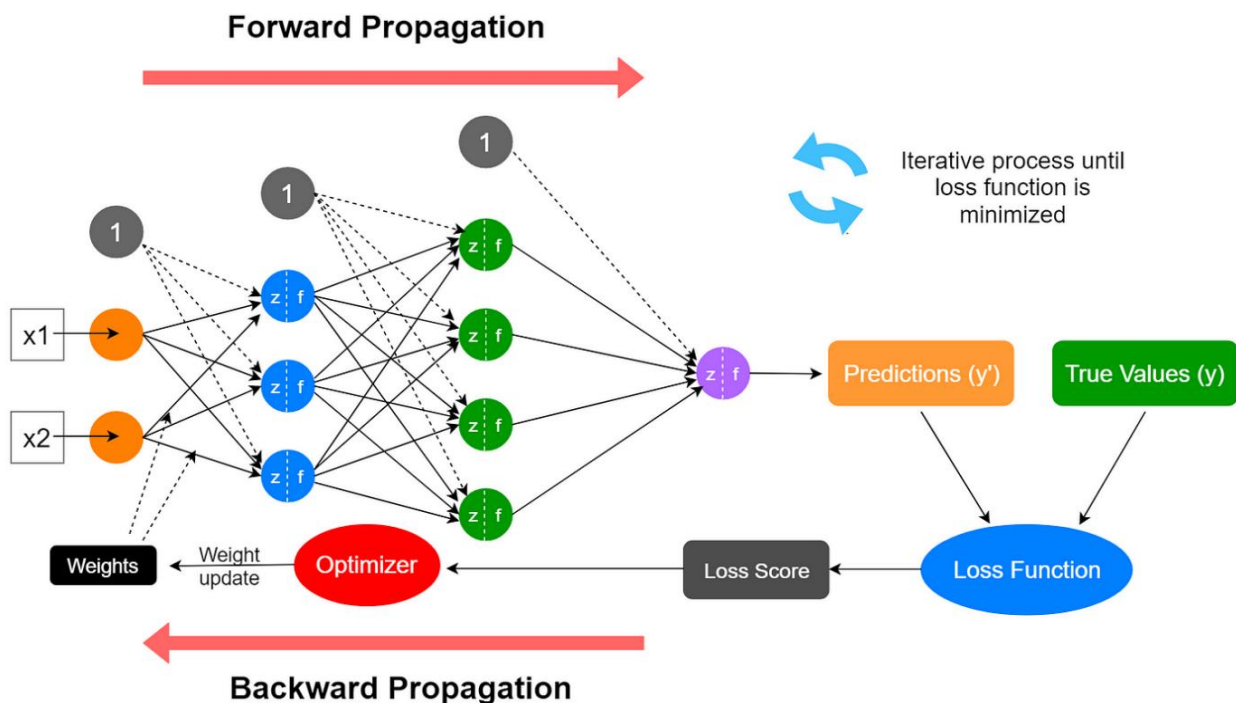 Forward Propagation
1
1
1
Iterative process until
loss function is
minimized
z f
z f
z f
z f
z f
z f
z f
z f
x1
x2
Predictions (y')
True Values (y)
Weights
Weight
update
Optimizer
Loss Score
Loss Function
Backward Propagation